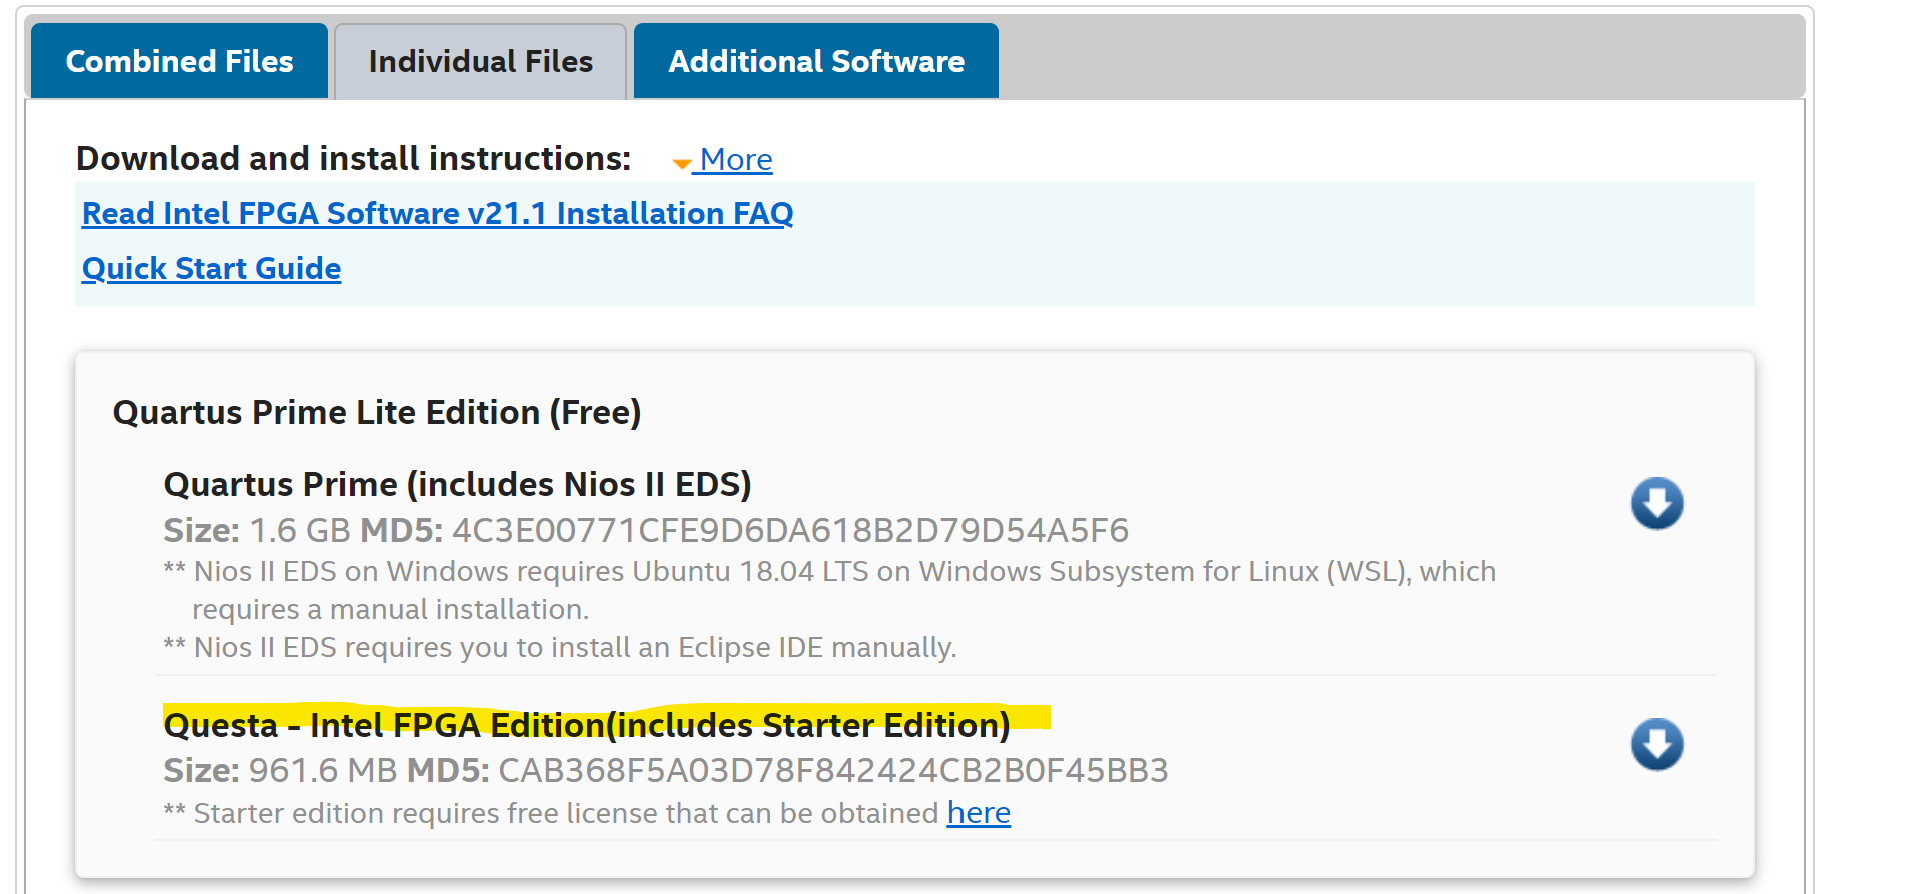 Combined Files
Individual Files
Additional Software
Download and install instructions: More
Read Intel FPGA Software v21.1 Installation FAQ
Quick Start Guide
Quartus Prime Lite Edition (Free)
Quartus Prime (includes Nios II EDS)
Size: 1.6 GB MD5: 4C3E00771CFE9D6DA618B2D79D54A5F6
** Nios II EDS on Windows requires Ubuntu 18.04 LTS on Windows Subsystem for Linux (WSL), which
requires a manual installation.
** Nios II EDS requires you to install an Eclipse IDE manually.
Questa - Intel FPGA Edition(includes Starter Edition)
Size: 961.6 MB MD5: CAB368F5A03D78F842424CB2B0F45BB3
** Starter edition requires free license that can be obtained here